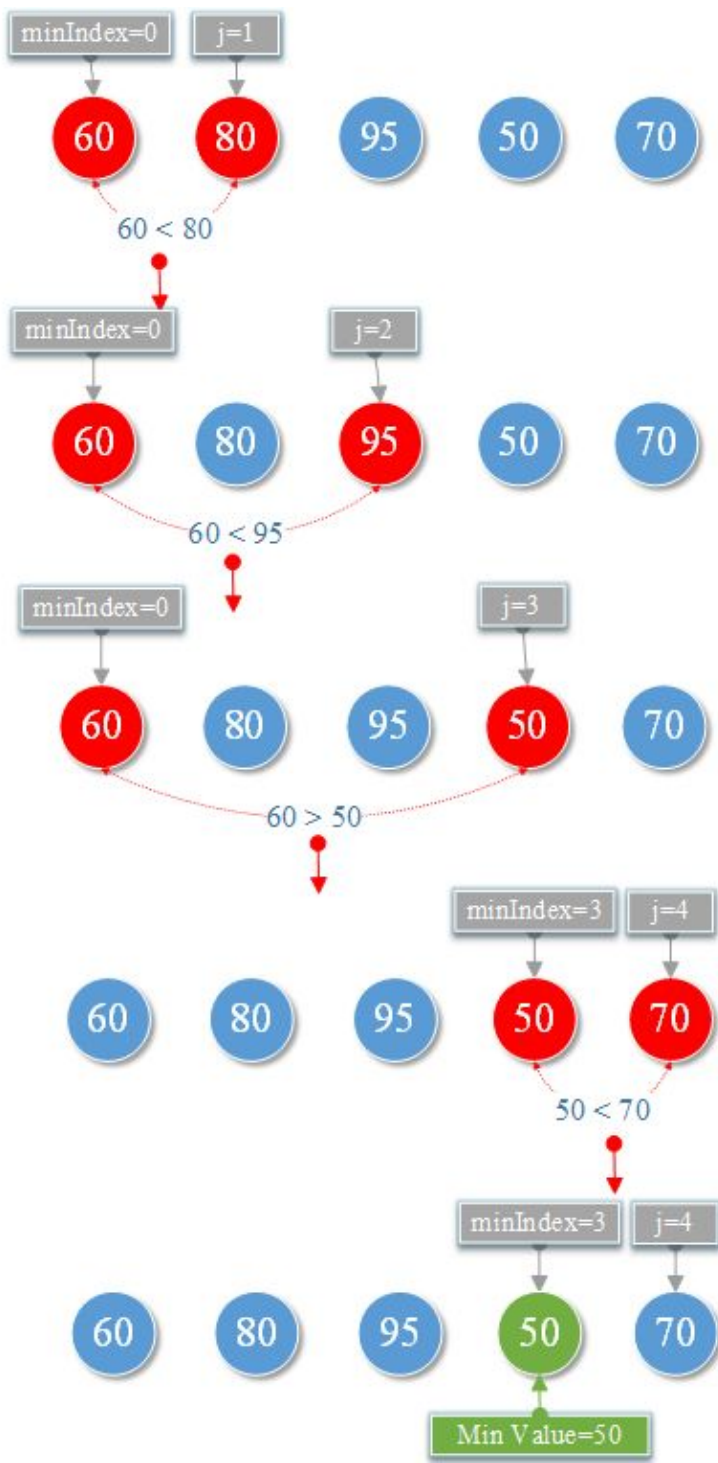 minIndex=0 j=1
60 80 95 50 70
60 < 80
minIndex=0 j=2
60 80 95 50 70
60 < 95
minIndex=0 j=3
60 80 95 50 70
60 > 50
minIndex=3 j=4
60 80 95 50 70
50 < 70
minIndex=3 j=4
60 80 95 50 70
Min Value=50